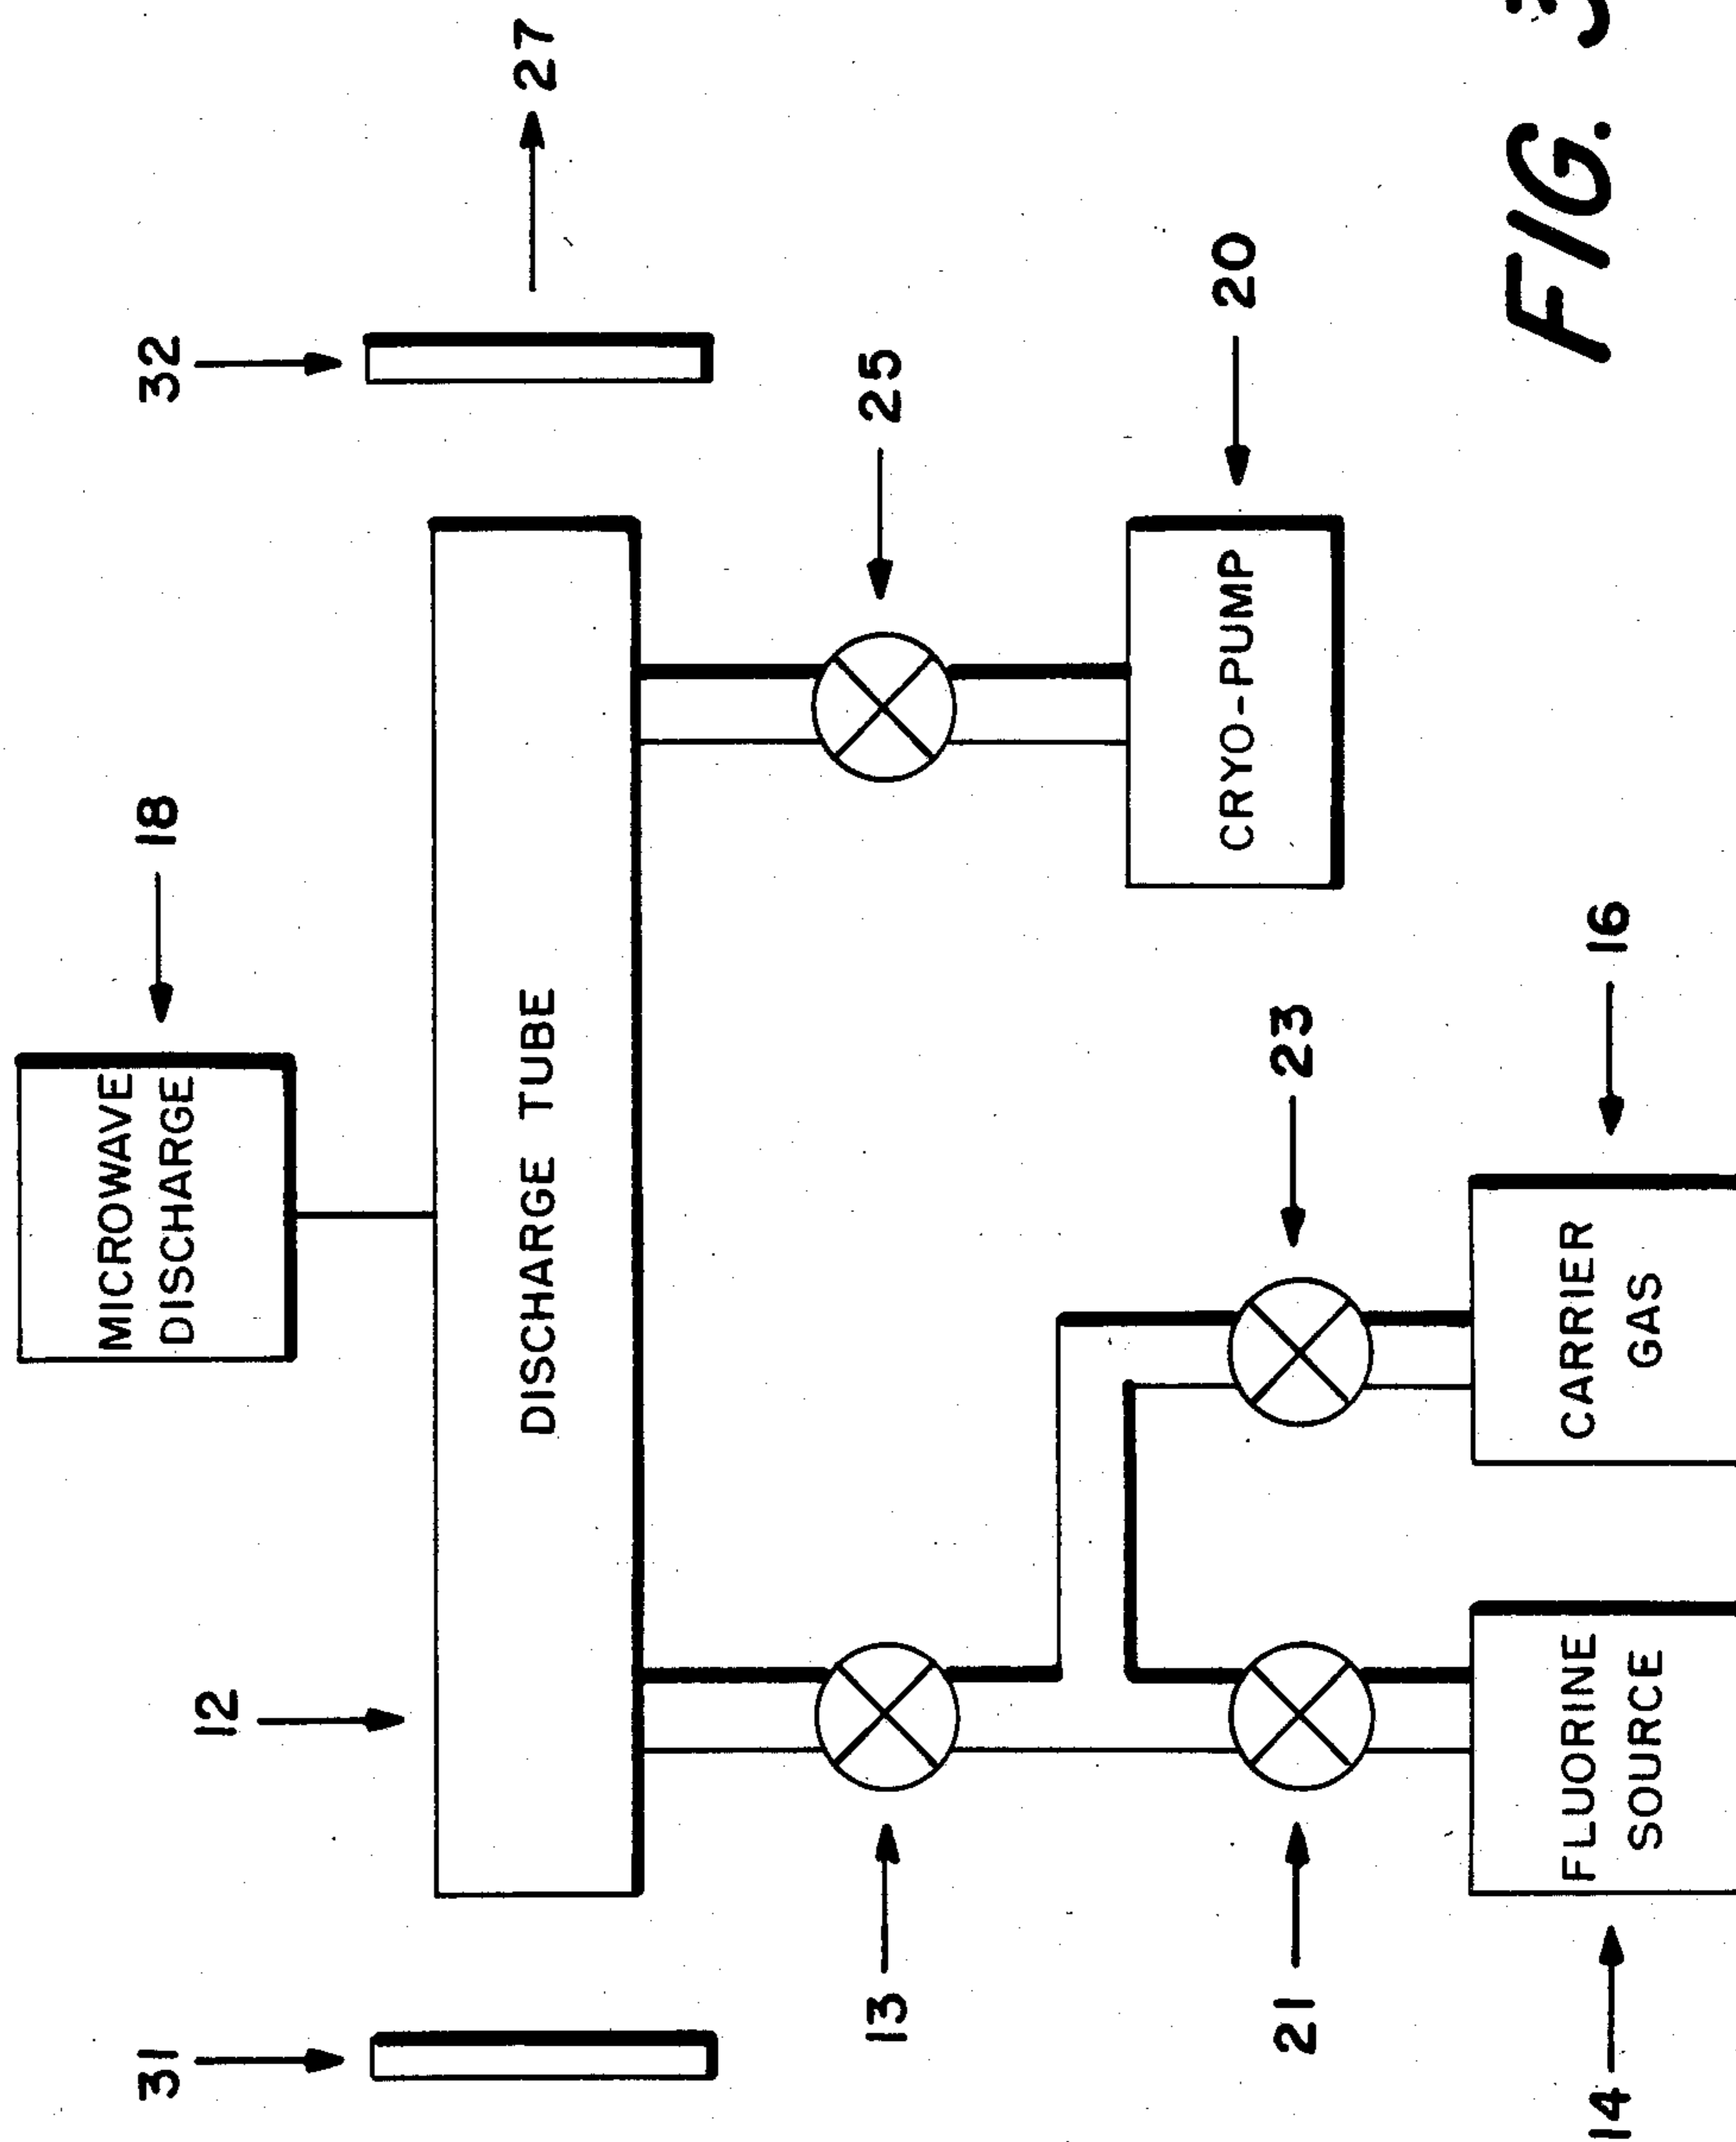 MICROWAVE
DISCHARGE
18
31
12
32
DISCHARGE TUBE
27
13
25
21
23
CRYO-PUMP
20
14
FLUORINE
SOURCE
CARRIER
GAS
16
FIG. 3